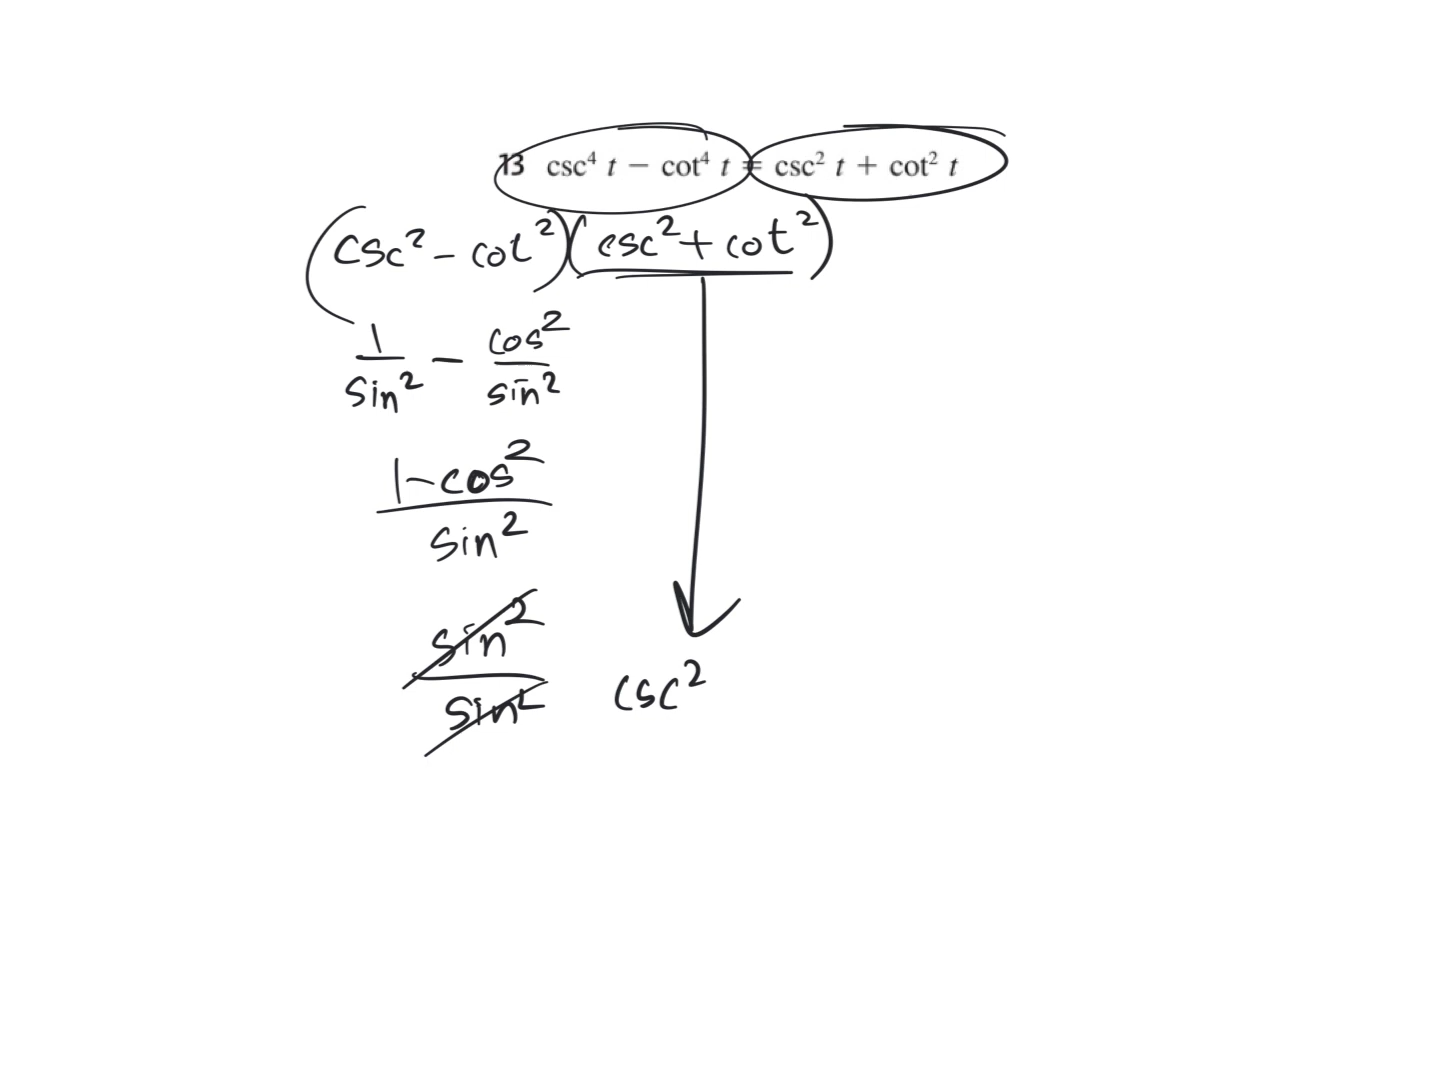 13 csc⁴ t − cot⁴ t = csc² t + cot² t
(csc² − cot²)(csc² + cot²)
1/sin² − cos²/sin²
1 − cos²
sin²
sin²
sin² csc²